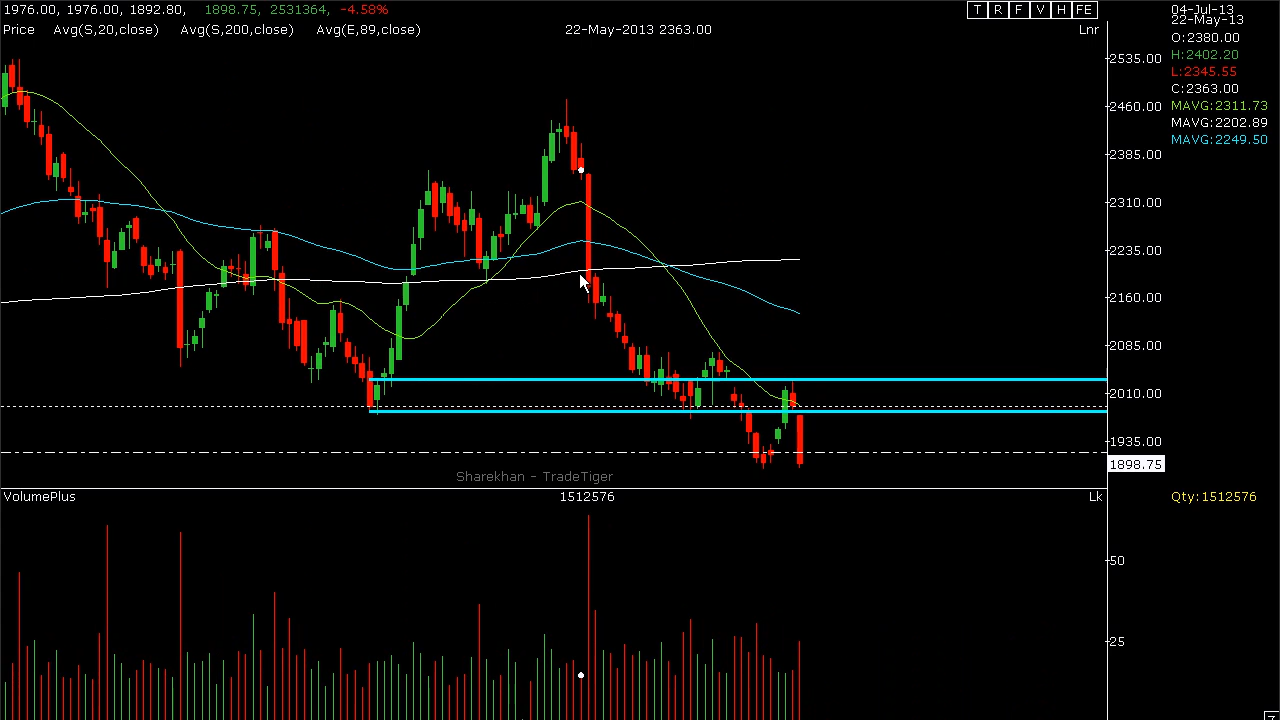 1976.00, 1976.00, 1892.80, 1898.75, 2531364, -4.58%
T R F V H FE
04-Jul-13
22-May-13
Price Avg(S,20,close) Avg(S,200,close) Avg(E,89,close) 22-May-2013 2363.00 Lnr
O:2380.00
H:2402.20
L:2345.55
C:2363.00
MAVG:2311.73
MAVG:2202.89
MAVG:2249.50
2535.00
2460.00
2385.00
2310.00
2235.00
2160.00
2085.00
2010.00
1935.00
1898.75
Sharekhan - TradeTiger
VolumePlus 1512576 Lk Qty:1512576
50
25
Z